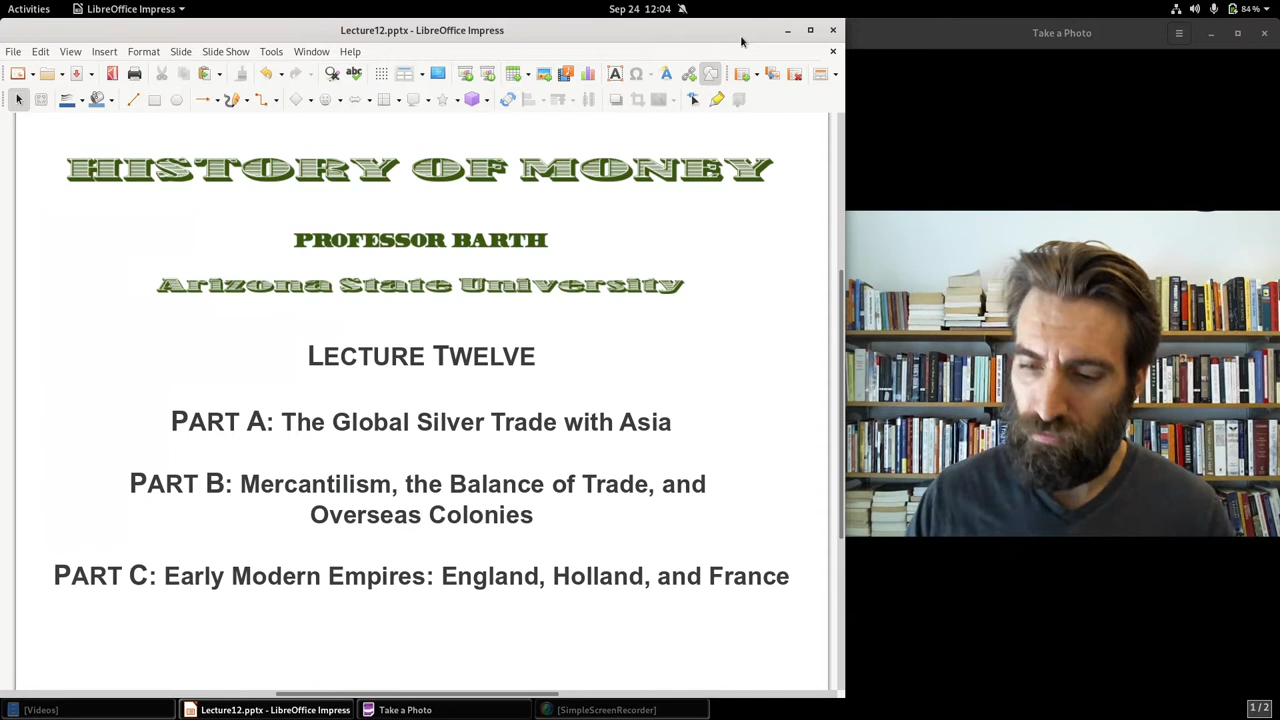 Activities LibreOffice Impress Sep 24 12:04 84 %
Lecture12.pptx - LibreOffice Impress
Take a Photo
File Edit View Insert Format Slide Slide Show Tools Window Help
HISTORY OF MONEY
PROFESSOR BARTH
Arizona State University
LECTURE TWELVE
PART A: The Global Silver Trade with Asia
PART B: Mercantilism, the Balance of Trade, and
Overseas Colonies
PART C: Early Modern Empires: England, Holland, and France
[Videos] Lecture12.pptx - LibreOffice Impress Take a Photo [SimpleScreenRecorder] 1 / 2